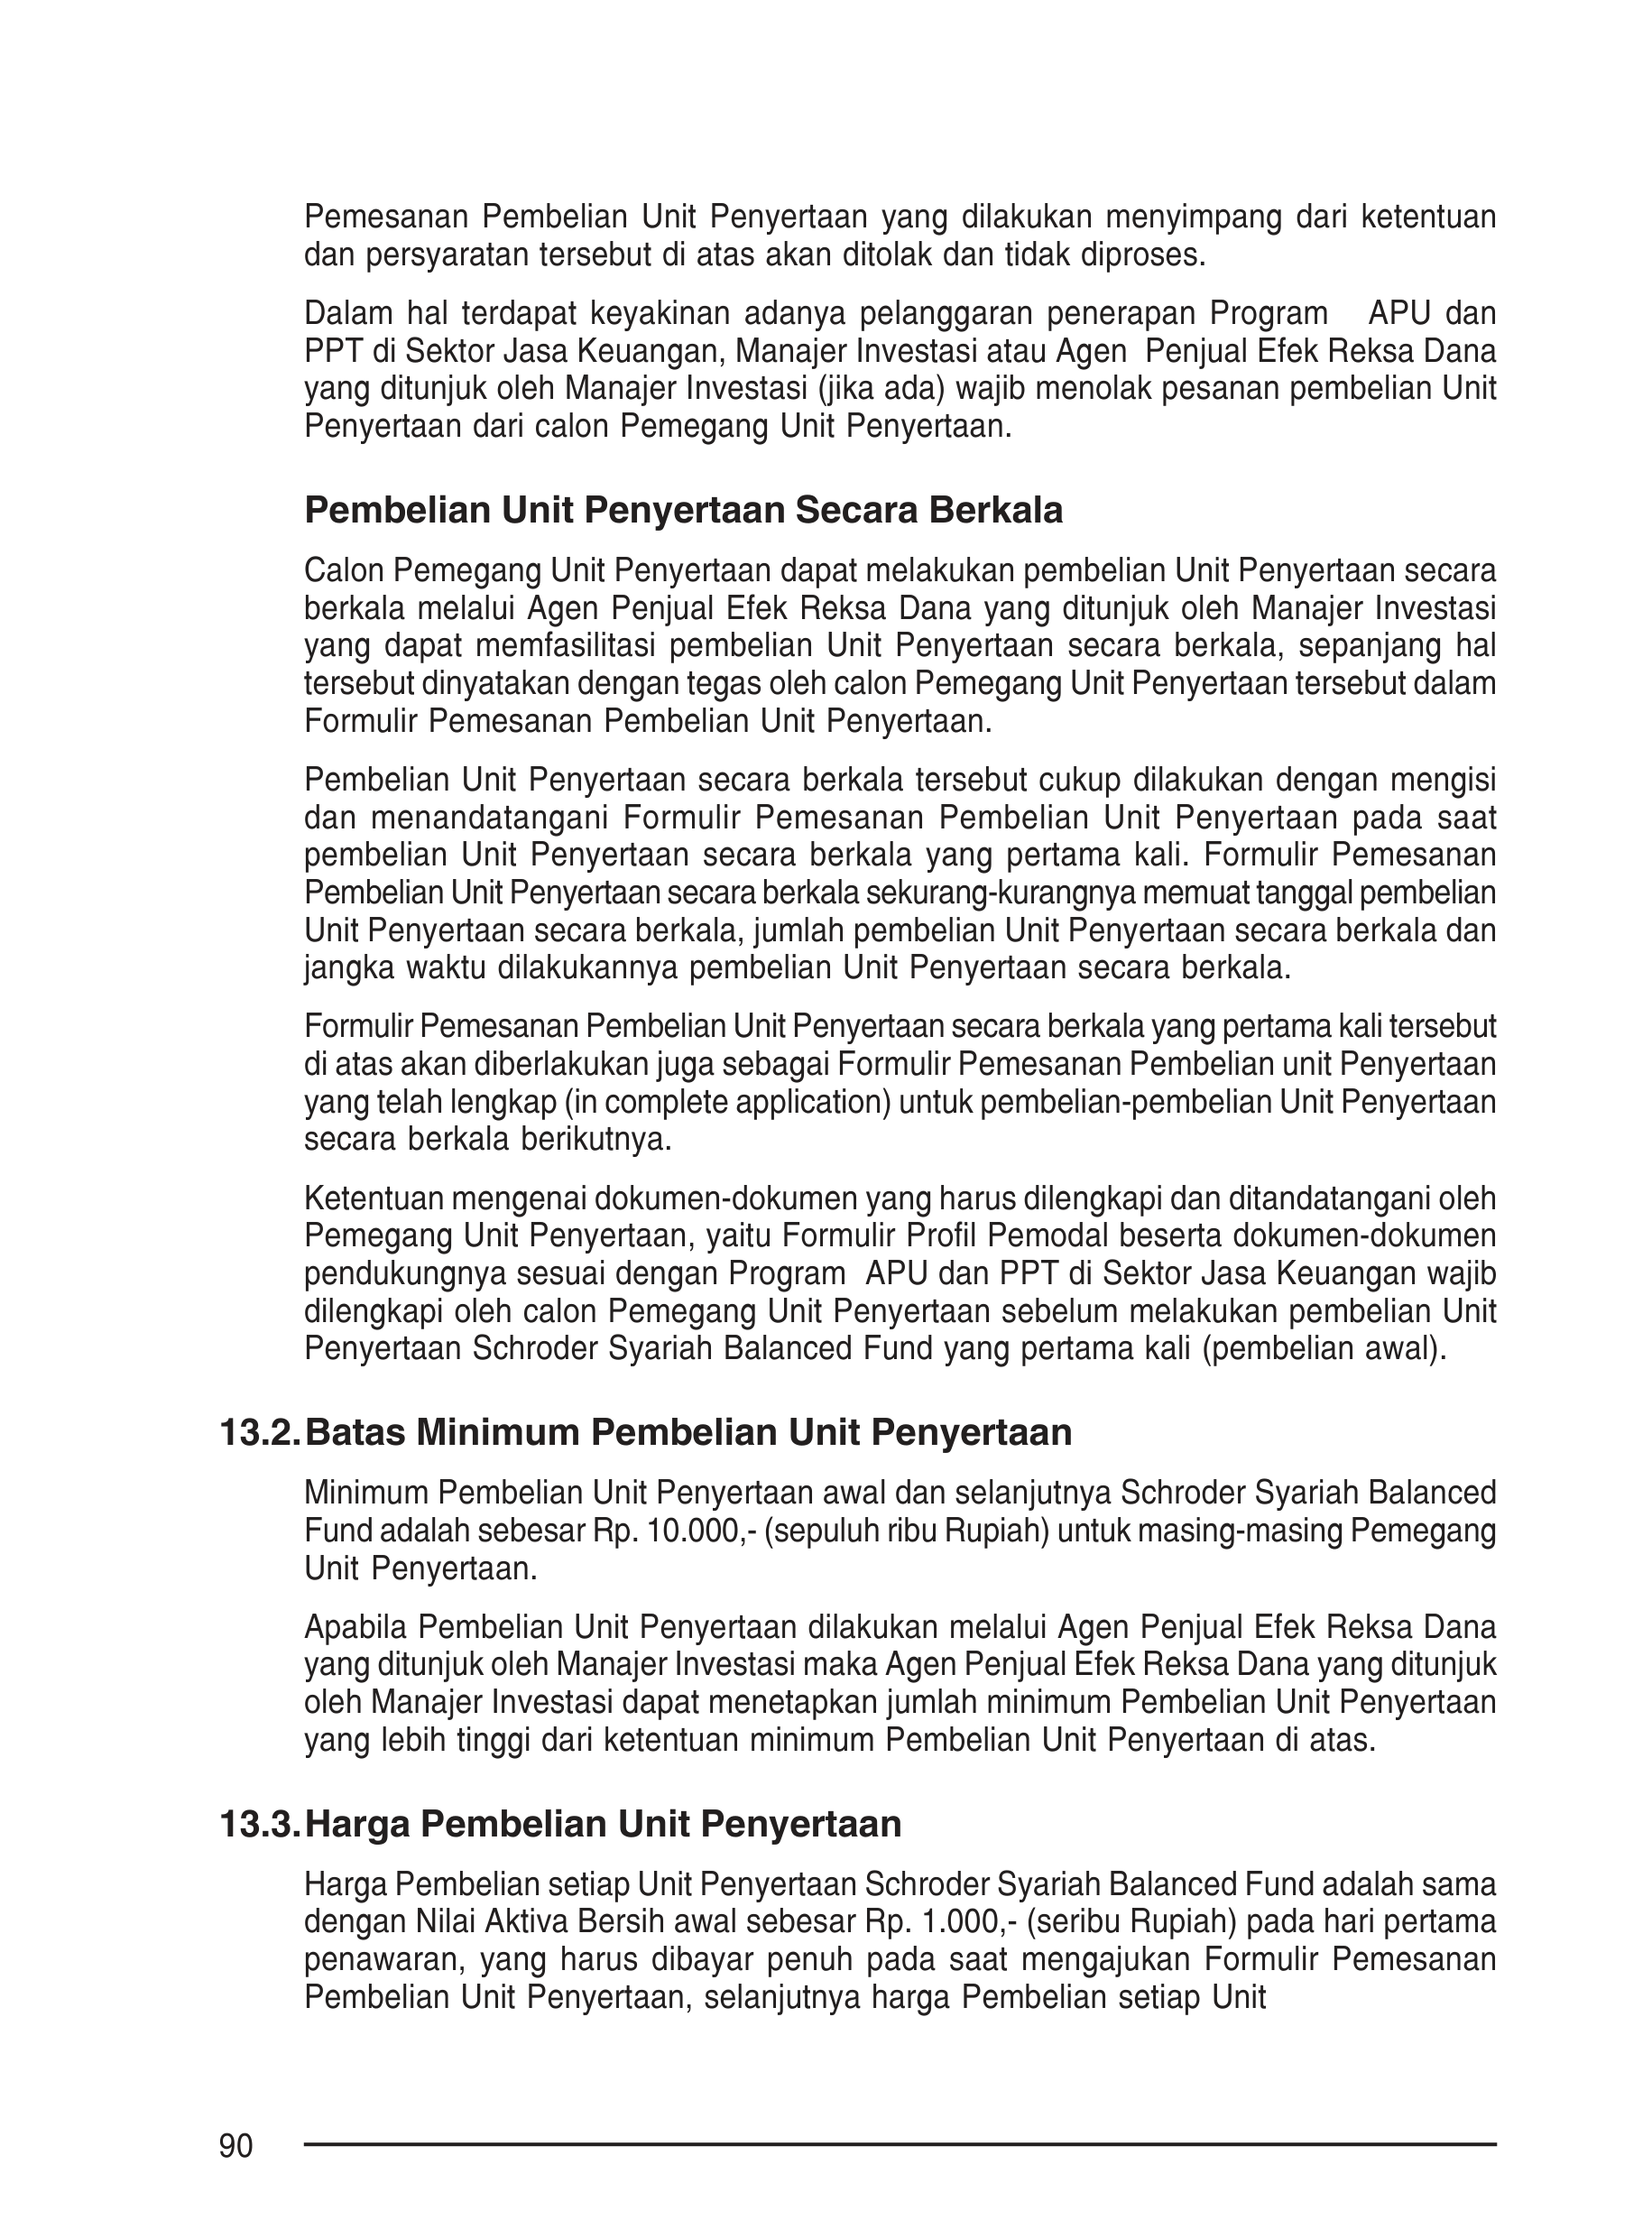 Pemesanan Pembelian Unit Penyertaan yang dilakukan menyimpang dari ketentuan
dan persyaratan tersebut di atas akan ditolak dan tidak diproses.
Dalam hal terdapat keyakinan adanya pelanggaran penerapan Program APU dan
PPT di Sektor Jasa Keuangan, Manajer Investasi atau Agen Penjual Efek Reksa Dana
yang ditunjuk oleh Manajer Investasi (jika ada) wajib menolak pesanan pembelian Unit
Penyertaan dari calon Pemegang Unit Penyertaan.
Pembelian Unit Penyertaan Secara Berkala
Calon Pemegang Unit Penyertaan dapat melakukan pembelian Unit Penyertaan secara
berkala melalui Agen Penjual Efek Reksa Dana yang ditunjuk oleh Manajer Investasi
yang dapat memfasilitasi pembelian Unit Penyertaan secara berkala, sepanjang hal
tersebut dinyatakan dengan tegas oleh calon Pemegang Unit Penyertaan tersebut dalam
Formulir Pemesanan Pembelian Unit Penyertaan.
Pembelian Unit Penyertaan secara berkala tersebut cukup dilakukan dengan mengisi
dan menandatangani Formulir Pemesanan Pembelian Unit Penyertaan pada saat
pembelian Unit Penyertaan secara berkala yang pertama kali. Formulir Pemesanan
Pembelian Unit Penyertaan secara berkala sekurang-kurangnya memuat tanggal pembelian
Unit Penyertaan secara berkala, jumlah pembelian Unit Penyertaan secara berkala dan
jangka waktu dilakukannya pembelian Unit Penyertaan secara berkala.
Formulir Pemesanan Pembelian Unit Penyertaan secara berkala yang pertama kali tersebut
di atas akan diberlakukan juga sebagai Formulir Pemesanan Pembelian unit Penyertaan
yang telah lengkap (in complete application) untuk pembelian-pembelian Unit Penyertaan
secara berkala berikutnya.
Ketentuan mengenai dokumen-dokumen yang harus dilengkapi dan ditandatangani oleh
Pemegang Unit Penyertaan, yaitu Formulir Profil Pemodal beserta dokumen-dokumen
pendukungnya sesuai dengan Program APU dan PPT di Sektor Jasa Keuangan wajib
dilengkapi oleh calon Pemegang Unit Penyertaan sebelum melakukan pembelian Unit
Penyertaan Schroder Syariah Balanced Fund yang pertama kali (pembelian awal).
13.2. Batas Minimum Pembelian Unit Penyertaan
Minimum Pembelian Unit Penyertaan awal dan selanjutnya Schroder Syariah Balanced
Fund adalah sebesar Rp. 10.000,- (sepuluh ribu Rupiah) untuk masing-masing Pemegang
Unit Penyertaan.
Apabila Pembelian Unit Penyertaan dilakukan melalui Agen Penjual Efek Reksa Dana
yang ditunjuk oleh Manajer Investasi maka Agen Penjual Efek Reksa Dana yang ditunjuk
oleh Manajer Investasi dapat menetapkan jumlah minimum Pembelian Unit Penyertaan
yang lebih tinggi dari ketentuan minimum Pembelian Unit Penyertaan di atas.
13.3. Harga Pembelian Unit Penyertaan
Harga Pembelian setiap Unit Penyertaan Schroder Syariah Balanced Fund adalah sama
dengan Nilai Aktiva Bersih awal sebesar Rp. 1.000,- (seribu Rupiah) pada hari pertama
penawaran, yang harus dibayar penuh pada saat mengajukan Formulir Pemesanan
Pembelian Unit Penyertaan, selanjutnya harga Pembelian setiap Unit
90